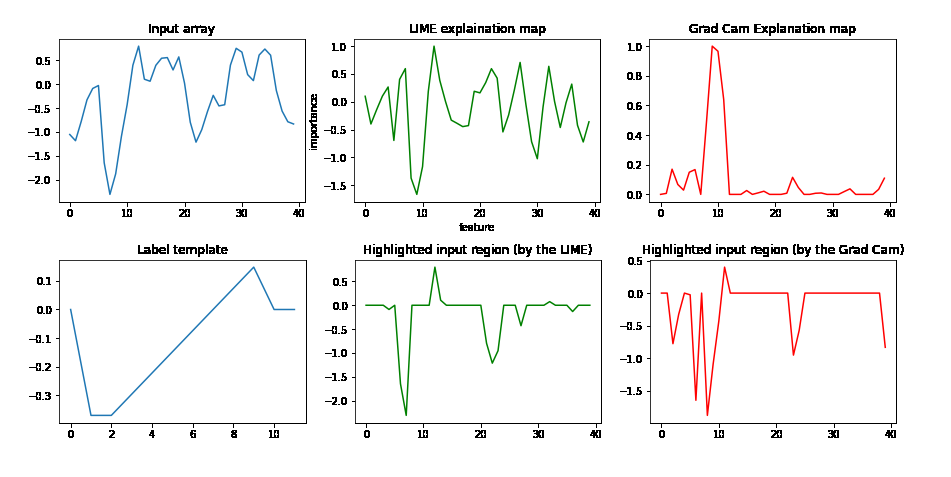 Input array
LIME explaination map
Grad Cam Explanation map
0.5
0.0
−0.5
−1.0
−1.5
−2.0
0 10 20 30 40
importance
1.0
0.5
0.0
−0.5
−1.0
−1.5
0 10 20 30 40
feature
1.0
0.8
0.6
0.4
0.2
0.0
0 10 20 30 40
Label template
Highlighted input region (by the LIME)
Highlighted input region (by the Grad Cam)
0.1
0.0
−0.1
−0.2
−0.3
0 2 4 6 8 10
0.5
0.0
−0.5
−1.0
−1.5
−2.0
0 10 20 30 40
0.5
0.0
−0.5
−1.0
−1.5
0 10 20 30 40